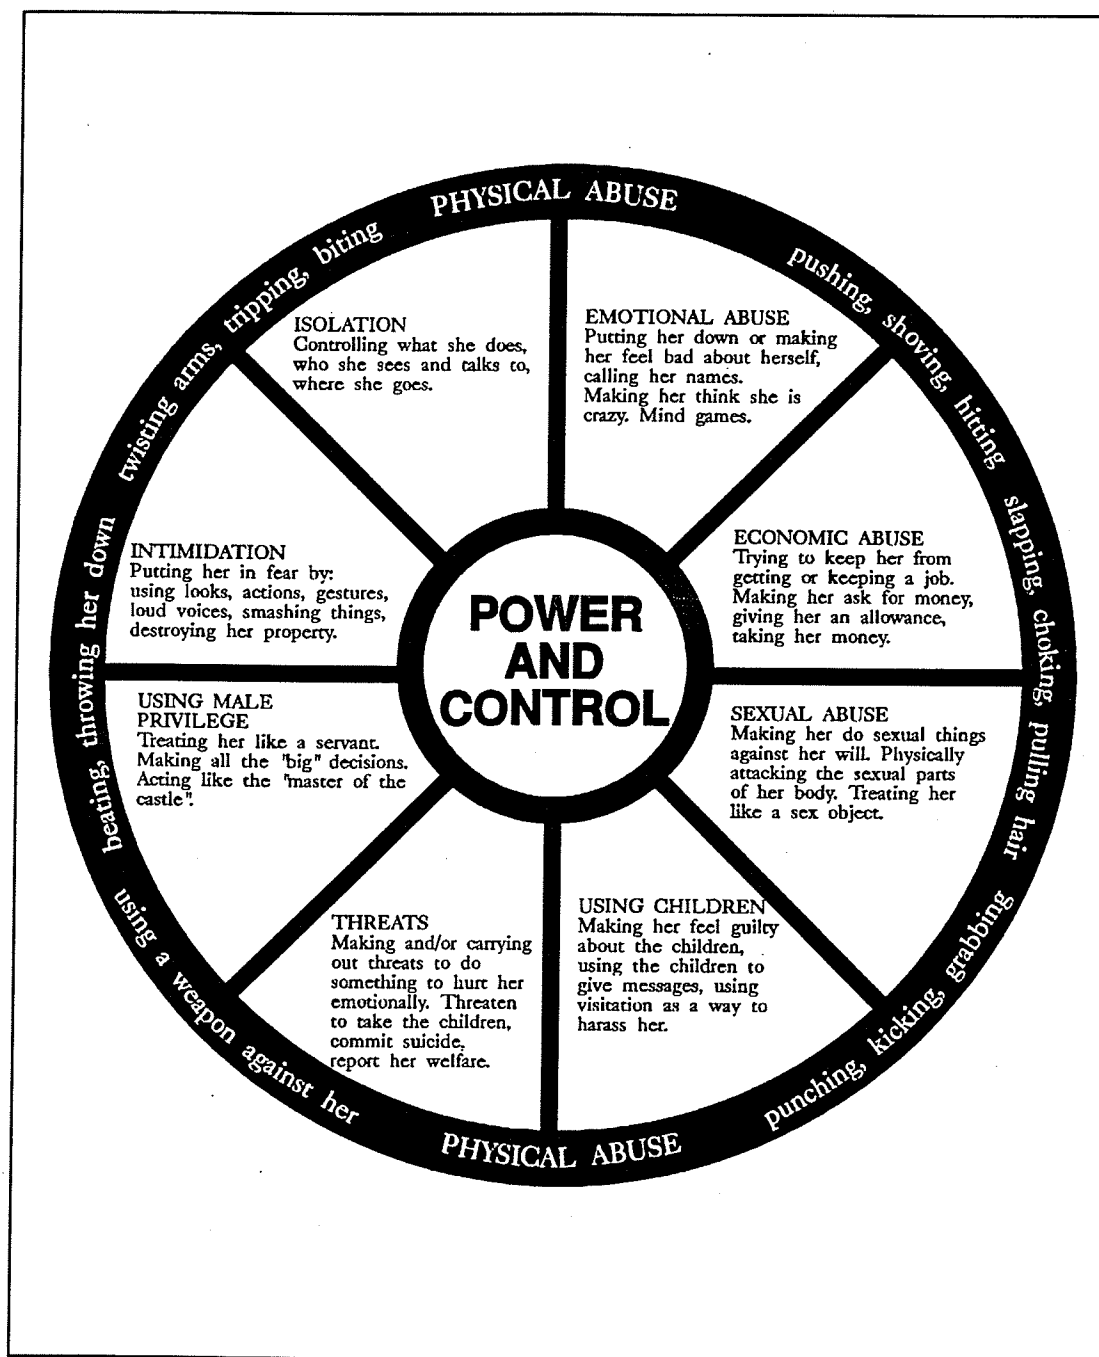 PHYSICAL ABUSE
pushing, shoving, hitting
slapping, choking, pulling hair
punching, kicking, grabbing
PHYSICAL ABUSE
using a weapon against her
beating, throwing her down
twisting arms, tripping, biting
EMOTIONAL ABUSE
Putting her down or making
her feel bad about herself,
calling her names.
Making her think she is
crazy. Mind games.
ECONOMIC ABUSE
Trying to keep her from
getting or keeping a job.
Making her ask for money,
giving her an allowance,
taking her money.
SEXUAL ABUSE
Making her do sexual things
against her will. Physically
attacking the sexual parts
of her body. Treating her
like a sex object.
USING CHILDREN
Making her feel guilty
about the children,
using the children to
give messages, using
visitation as a way to
harass her.
THREATS
Making and/or carrying
out threats to do
something to hurt her
emotionally. Threaten
to take the children,
commit suicide,
report her welfare.
USING MALE
PRIVILEGE
Treating her like a servant.
Making all the "big" decisions.
Acting like the "master of the
castle".
INTIMIDATION
Putting her in fear by:
using looks, actions, gestures,
loud voices, smashing things,
destroying her property.
ISOLATION
Controlling what she does,
who she sees and talks to,
where she goes.
POWER
AND
CONTROL